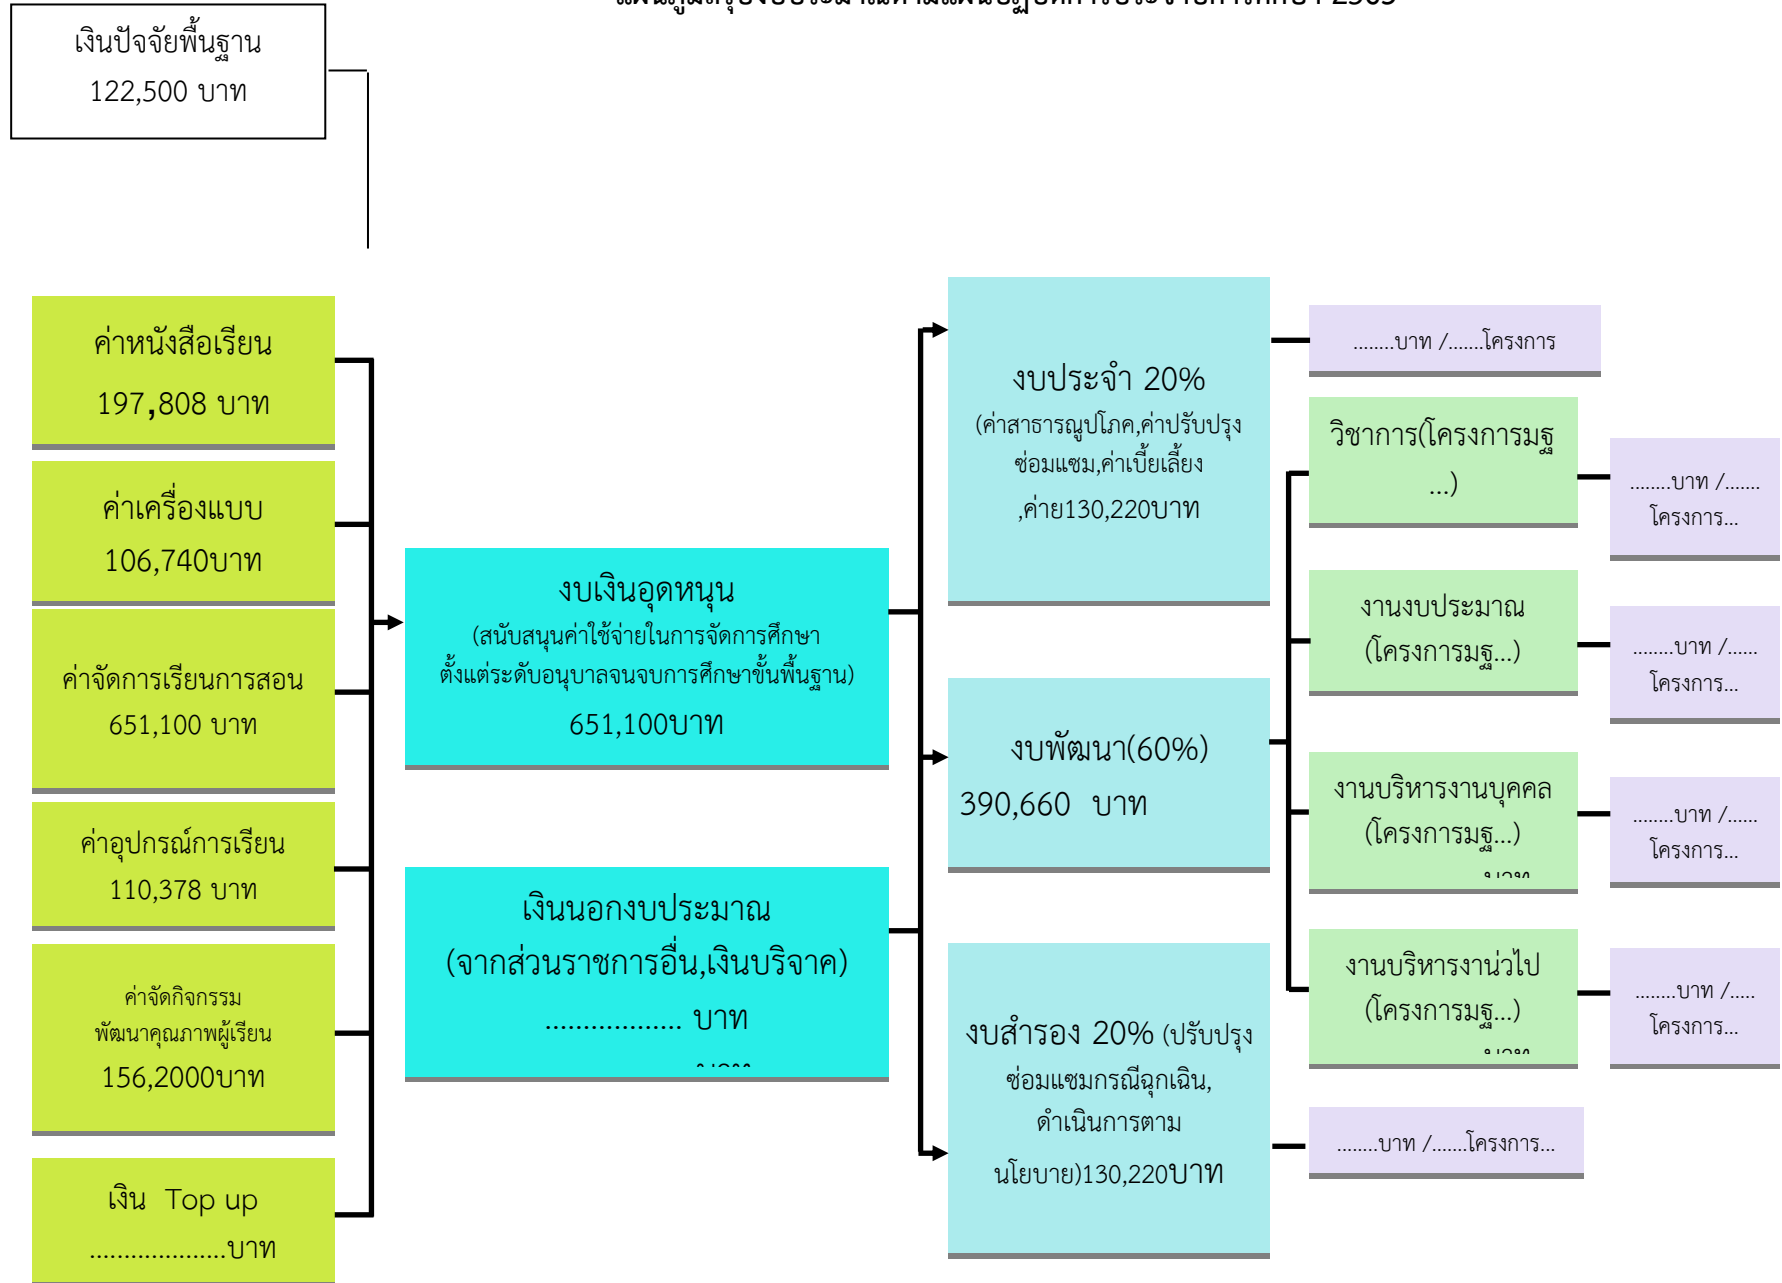 เงินปัจจัยพื้นฐาน
122,500 บาท
ค่าหนังสือเรียน
197,808 บาท
ค่าเครื่องแบบ
106,740บาท
ค่าจัดการเรียนการสอน
651,100 บาท
ค่าอุปกรณ์การเรียน
110,378 บาท
ค่าจัดกิจกรรม
พัฒนาคุณภาพผู้เรียน
156,2000บาท
เงิน Top up
....................บาท
งบเงินอุดหนุน
(สนับสนุนค่าใช้จ่ายในการจัดการศึกษา
ตั้งแต่ระดับอนุบาลจนจบการศึกษาขั้นพื้นฐาน)
651,100บาท
เงินนอกงบประมาณ
(จากส่วนราชการอื่น,เงินบริจาค)
................. บาท
งบประจำ 20%
(ค่าสาธารณูปโภค,ค่าปรับปรุง
ซ่อมแซม,ค่าเบี้ยเลี้ยง
,ค่าย130,220บาท
งบพัฒนา(60%)
390,660 บาท
งบสำรอง 20% (ปรับปรุง
ซ่อมแซมกรณีฉุกเฉิน,
ดำเนินการตาม
นโยบาย)130,220บาท
........บาท /.......โครงการ
วิชาการ(โครงการมฐ
...)
........บาท /.......
โครงการ...
งานงบประมาณ
(โครงการมฐ...)
........บาท /......
โครงการ...
งานบริหารงานบุคคล
(โครงการมฐ...)
........บาท /......
โครงการ...
งานบริหารงาน่วไป
(โครงการมฐ...)
........บาท /.....
โครงการ...
........บาท /.......โครงการ...